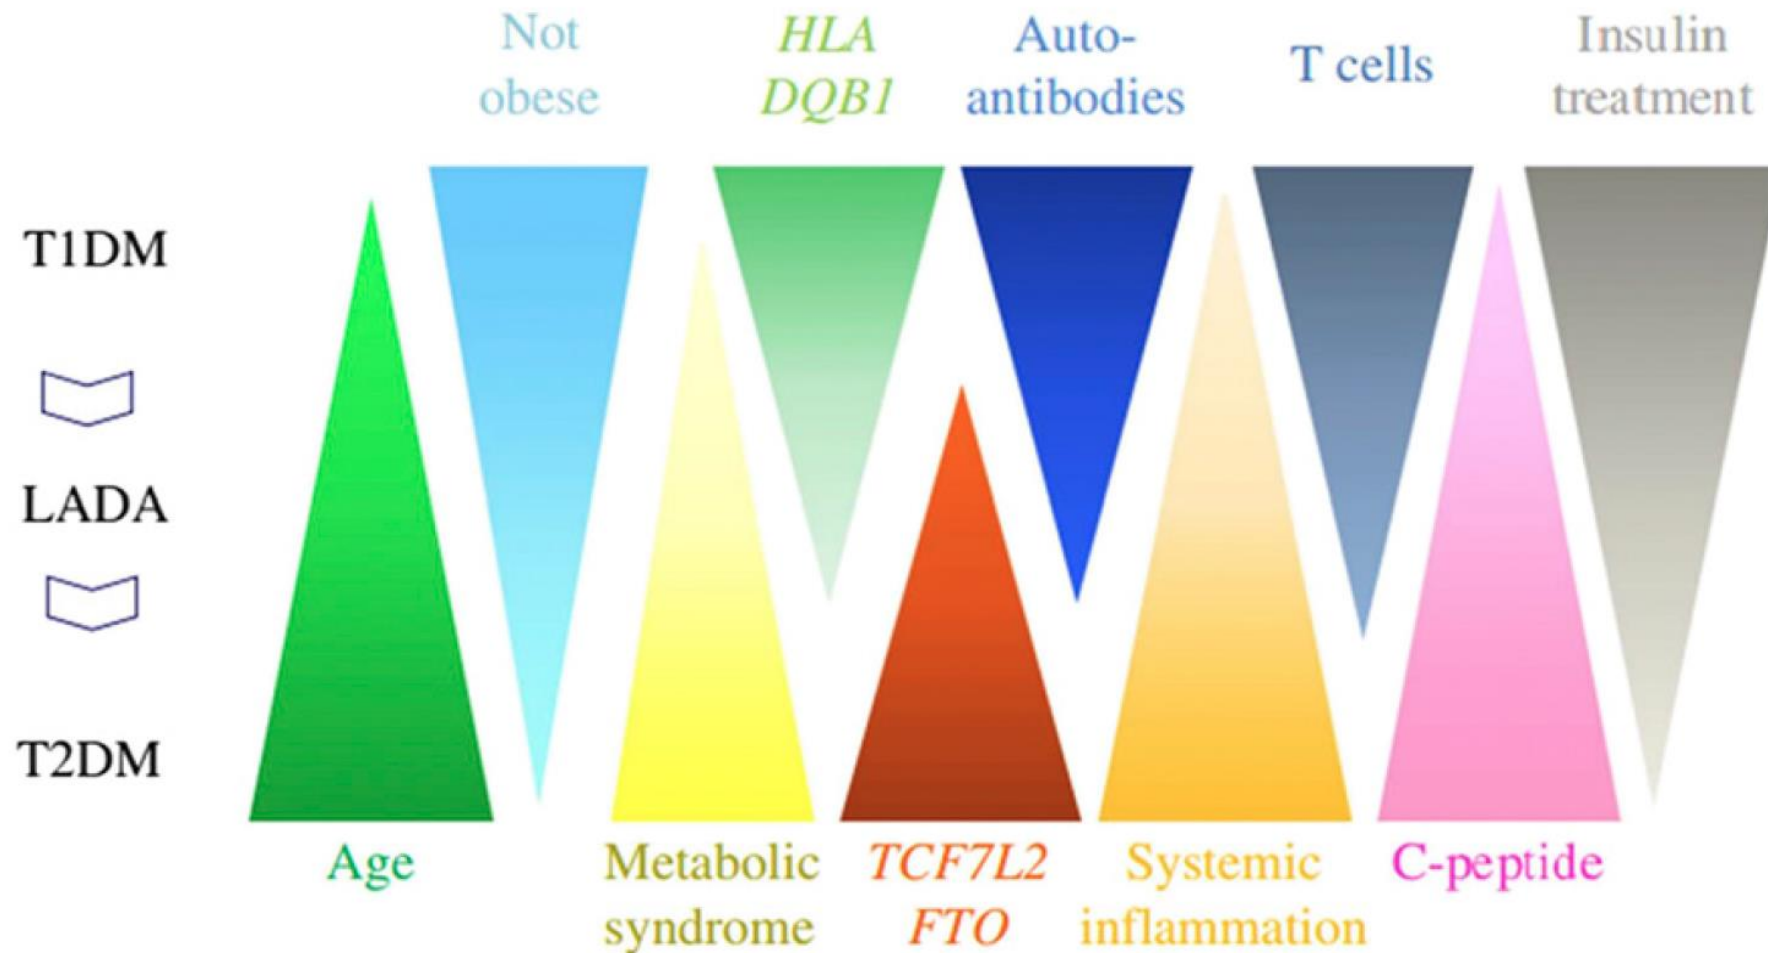 Not
obese
HLA
DQB1
Auto-
antibodies
T cells
Insulin
treatment
T1DM
LADA
T2DM
Age
Metabolic
syndrome
TCF7L2
FTO
Systemic
inflammation
C-peptide